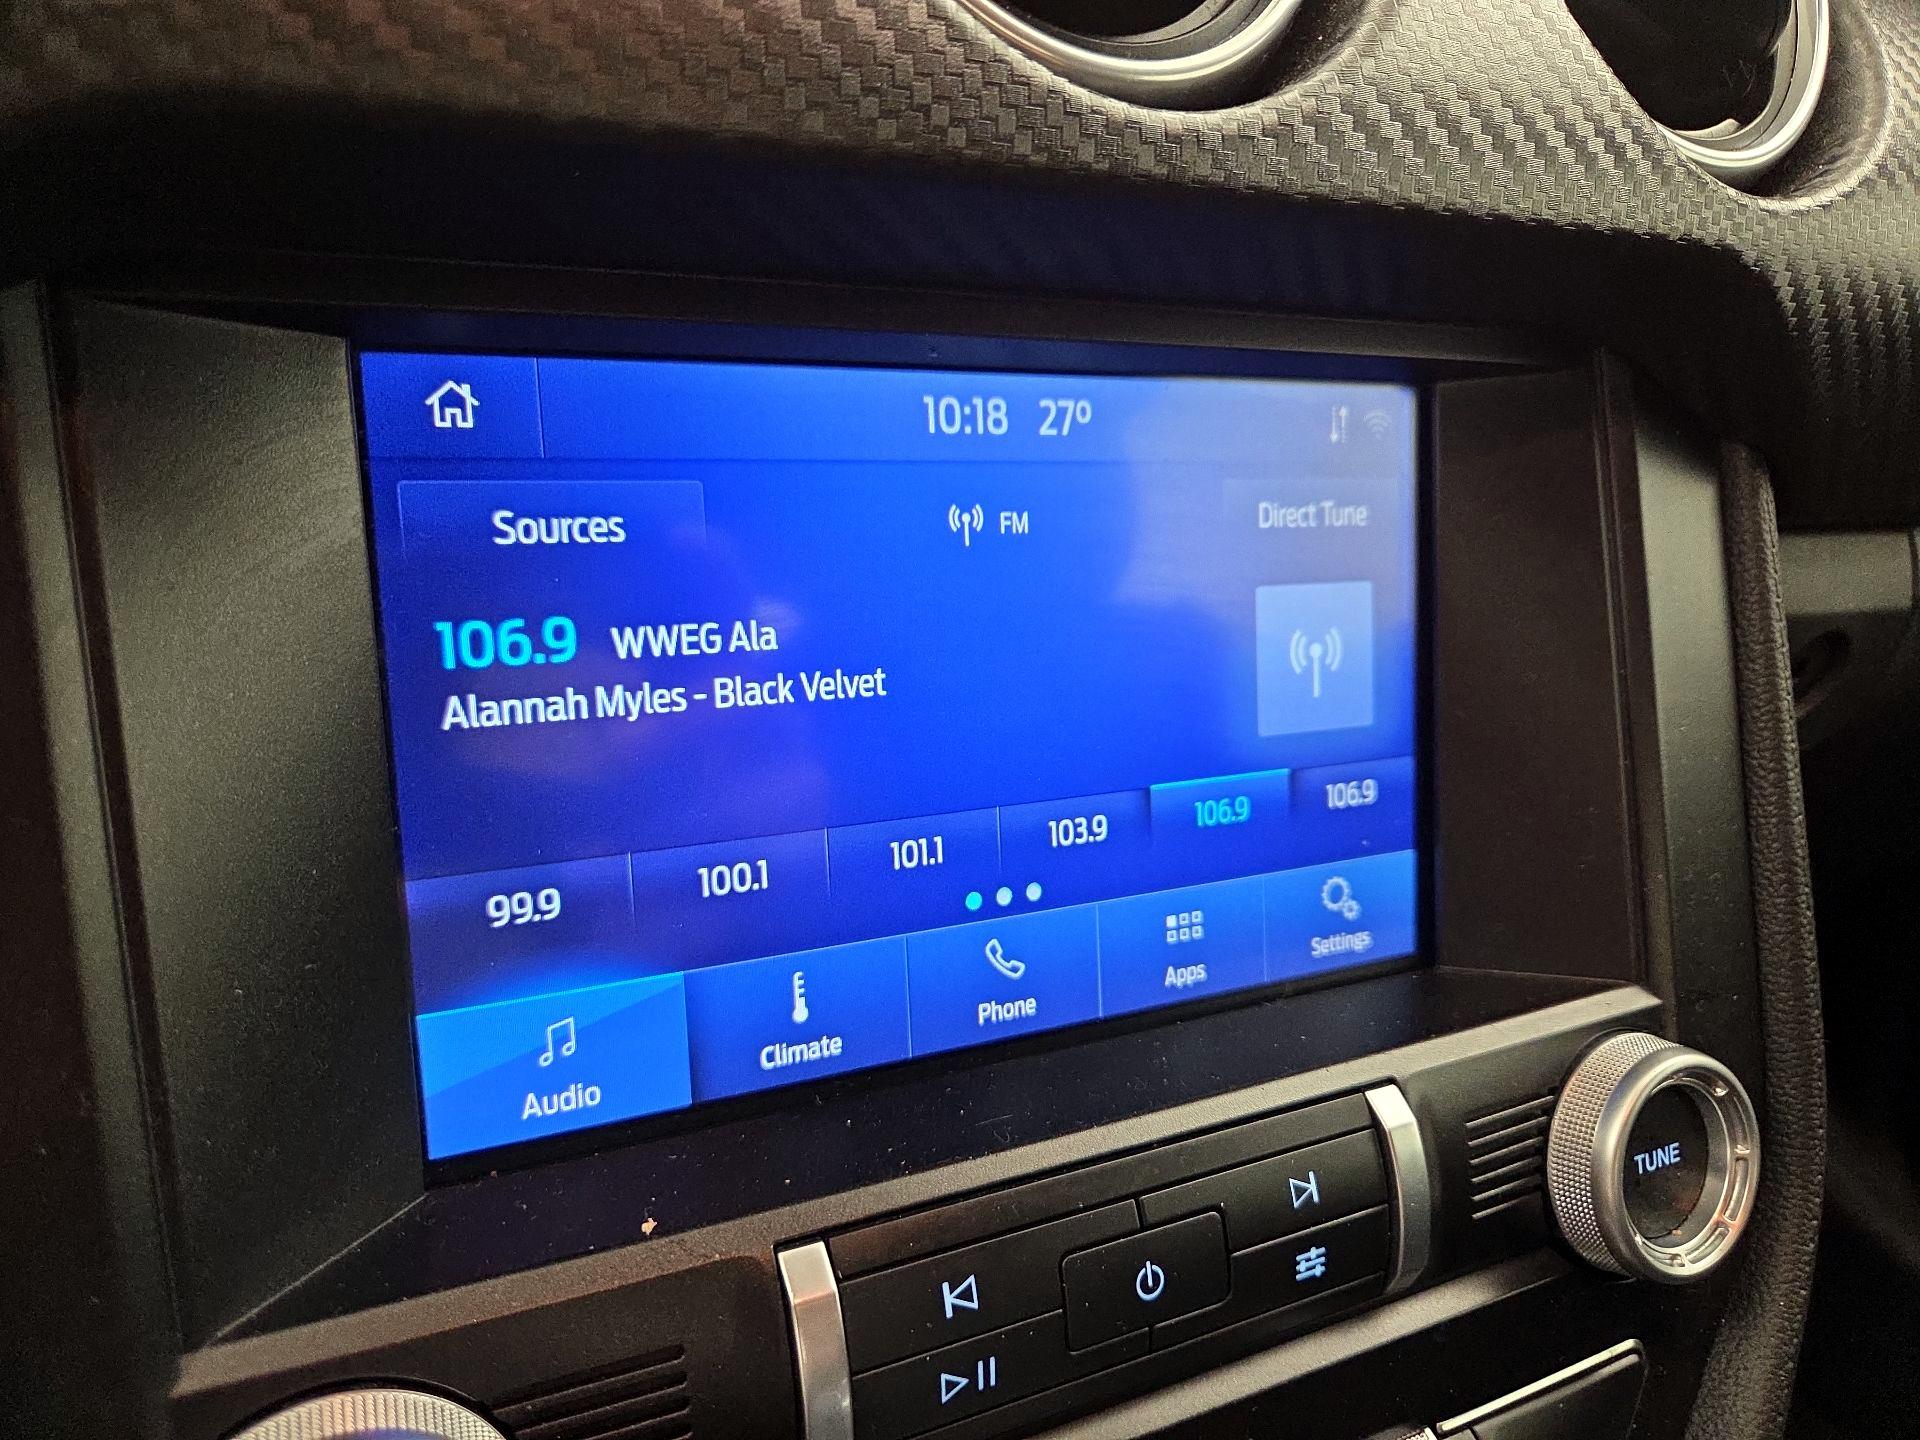 10:18 27°
Sources
FM
Direct Tune
106.9 WWEG Ala
Alannah Myles - Black Velvet
99.9
100.1
101.1
103.9
106.9
106.9
Audio
Climate
Phone
Apps
Settings
TUNE